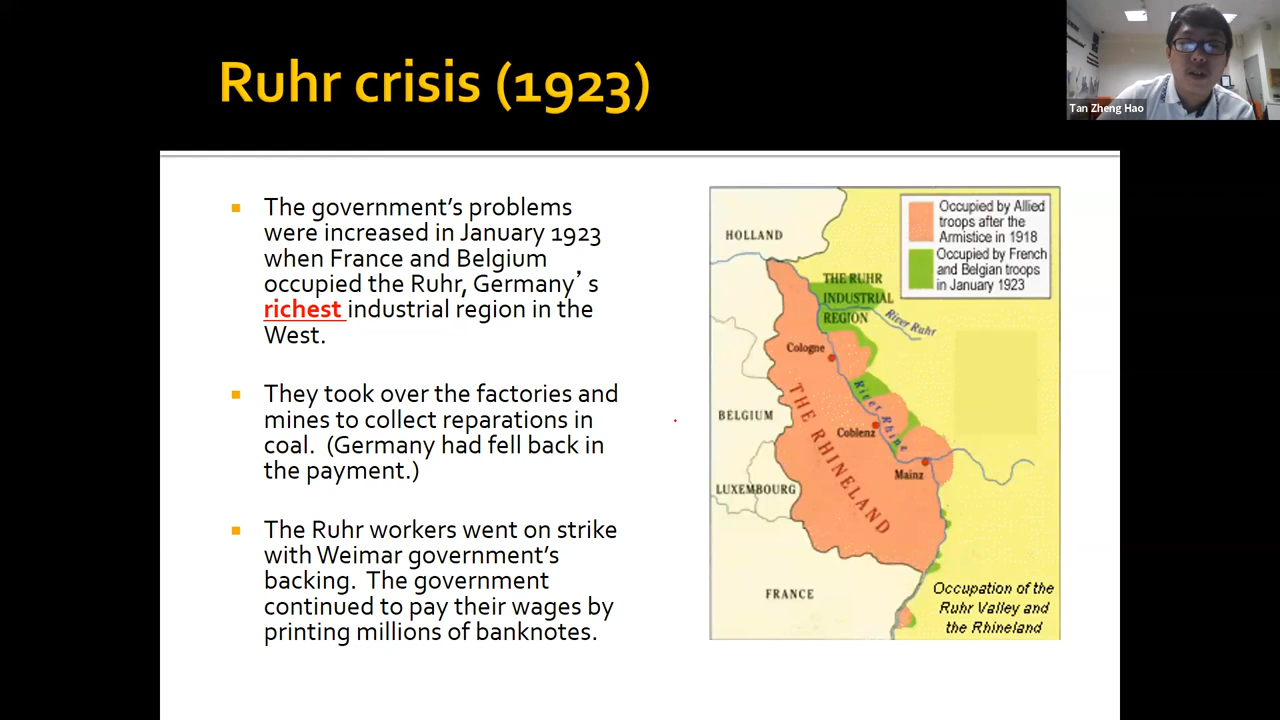 Ruhr crisis (1923)
Tan Zheng Hao
The government’s problems
were increased in January 1923
when France and Belgium
occupied the Ruhr, Germany’ s
richest industrial region in the
West.
They took over the factories and
mines to collect reparations in
coal.  (Germany had fell back in
the payment.)
The Ruhr workers went on strike
with Weimar government’s
backing.  The government
continued to pay their wages by
printing millions of banknotes.
Occupied by Allied
troops after the
Armistice in 1918
Occupied by French
and Belgian troops
in January 1923
HOLLAND
THE RUHR
INDUSTRIAL
REGION
River Ruhr
Cologne
River Rhine
THE RHINELAND
BELGIUM
Coblenz
Mainz
LUXEMBOURG
FRANCE
Occupation of the
Ruhr Valley and
the Rhineland